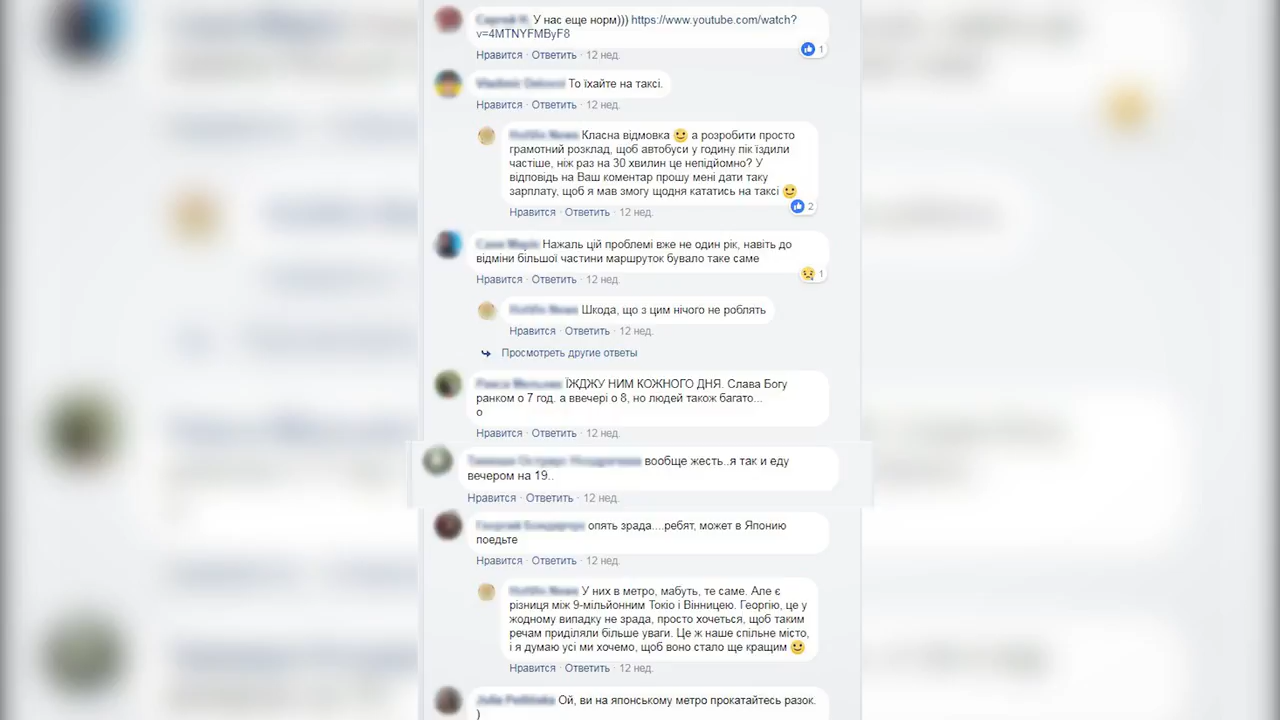 У нас еще норм))) https://www.youtube.com/watch?
v=4MTNYFMByF8
Нравится · Ответить · 12 нед.
1
То їхайте на таксі.
Нравится · Ответить · 12 нед.
Класна відмовка 😉 а розробити просто
грамотний розклад, щоб автобуси у годину пік їздили
частіше, ніж раз на 30 хвилин це непідйомно? У
відповідь на Ваш коментар прошу мені дати таку
зарплату, щоб я мав змогу щодня кататись на таксі 😉
Нравится · Ответить · 12 нед.
2
Нажаль цій проблемі вже не один рік, навіть до
відміни більшої частини маршруток бувало таке саме
Нравится · Ответить · 12 нед.
1
Шкода, що з цим нічого не роблять
Нравится · Ответить · 12 нед.
Просмотреть другие ответы
ЇЖДЖУ НИМ КОЖНОГО ДНЯ. Слава Богу
ранком о 7 год. а ввечері о 8, но людей також багато...
о
Нравится · Ответить · 12 нед.
вообще жесть..я так и еду
вечером на 19..
Нравится · Ответить · 12 нед.
опять зрада....ребят, может в Японию
поедьте
Нравится · Ответить · 12 нед.
У них в метро, мабуть, те саме. Але є
різниця між 9-мільйонним Токіо і Вінницею. Георгію, це у
жодному випадку не зрада, просто хочеться, щоб таким
речам приділяли більше уваги. Це ж наше спільне місто,
і я думаю усі ми хочемо, щоб воно стало ще кращим 😉
Нравится · Ответить · 12 нед.
Ой, ви на японському метро прокатайтесь разок.
)